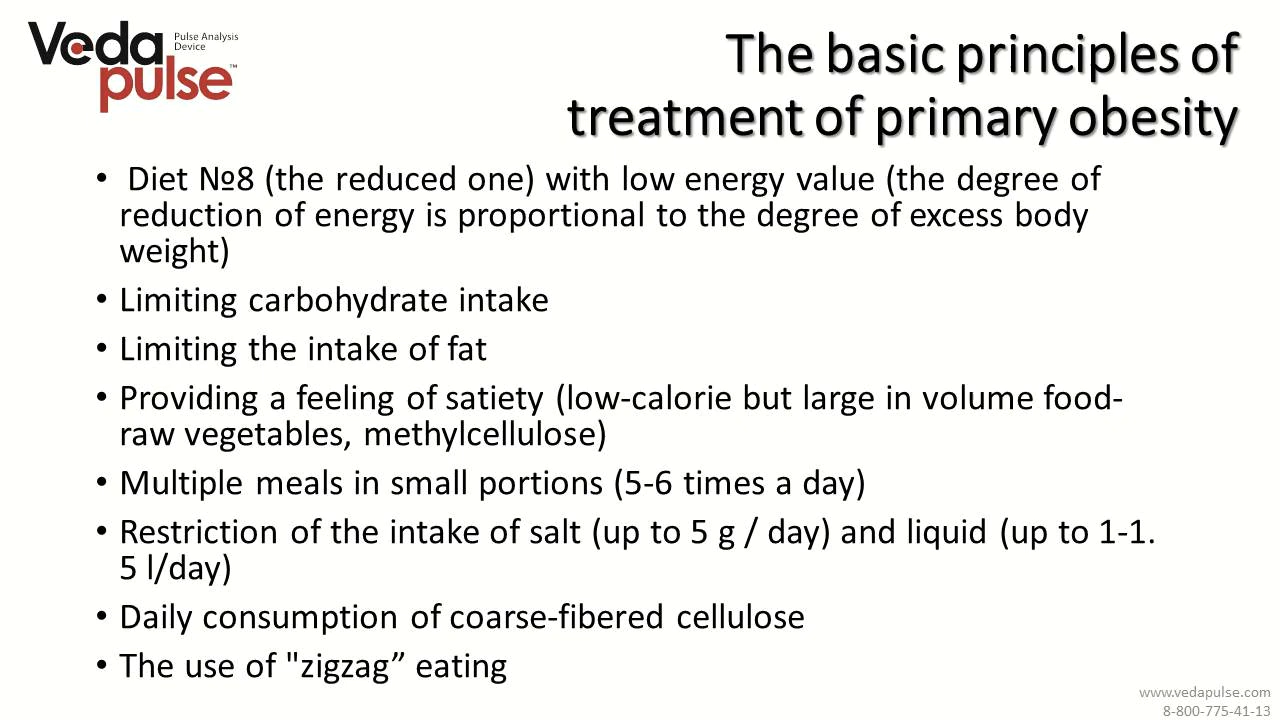 Veda
pulse™
Pulse Analysis
Device
The basic principles of
treatment of primary obesity
• Diet №8 (the reduced one) with low energy value (the degree of
reduction of energy is proportional to the degree of excess body
weight)
• Limiting carbohydrate intake
• Limiting the intake of fat
• Providing a feeling of satiety (low-calorie but large in volume food-
raw vegetables, methylcellulose)
• Multiple meals in small portions (5-6 times a day)
• Restriction of the intake of salt (up to 5 g / day) and liquid (up to 1-1.
5 l/day)
• Daily consumption of coarse-fibered cellulose
• The use of "zigzag” eating
www.vedapulse.com
8-800-775-41-13